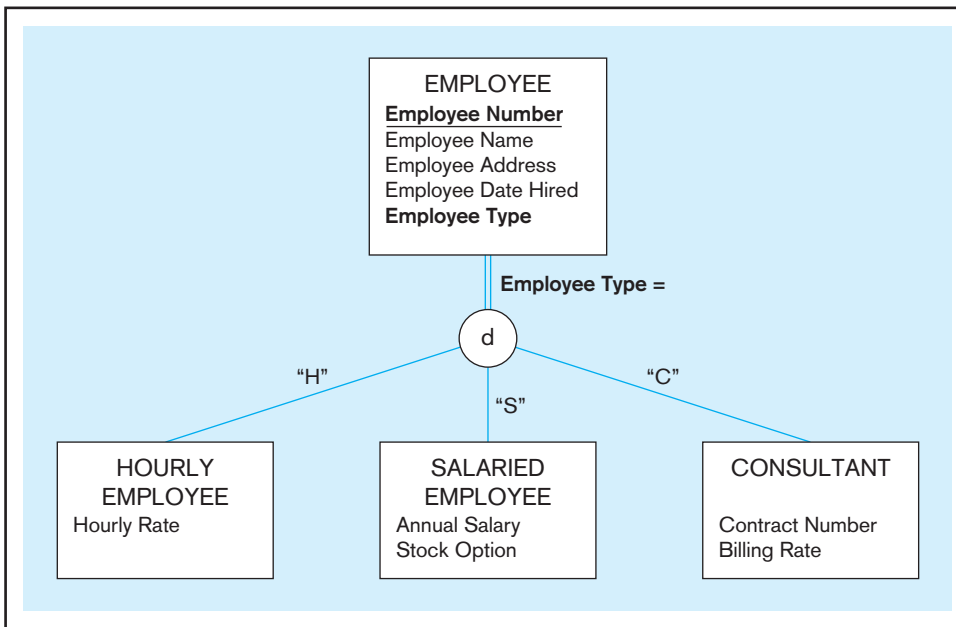 EMPLOYEE
Employee Number
Employee Name
Employee Address
Employee Date Hired
Employee Type
Employee Type =
d
“H”
“S”
“C”
HOURLY
EMPLOYEE
Hourly Rate
SALARIED
EMPLOYEE
Annual Salary
Stock Option
CONSULTANT
Contract Number
Billing Rate